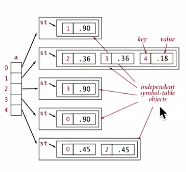 st
1 .90
a
key value
0
st
2 .36 3 .36 4 .18
1
2
st
3 .90
independent
symbol-table
objects
3
4
st
0 .90
st
0 .45 2 .45